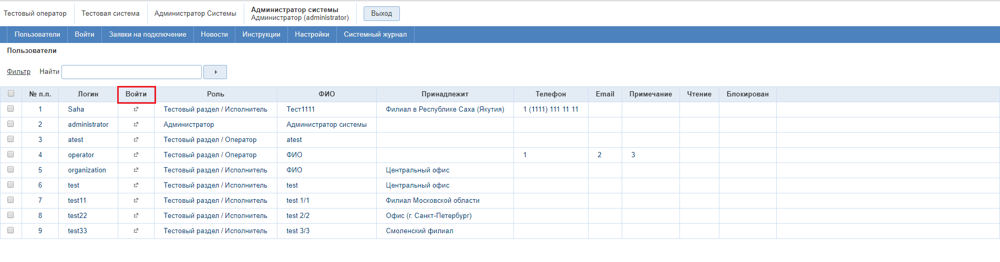 Тестовый оператор Тестовая система Администратор Системы Администратор системы Выход
Администратор (administrator)
Пользователи Войти Заявки на подключение Новости Инструкции Настройки Системный журнал
Пользователи
Фильтр Найти
№ п.п. Логин Войти Роль ФИО Принадлежит Телефон Email Примечание Чтение Блокирован
1 Saha Тестовый раздел / Исполнитель Тест1111 Филиал в Республике Саха (Якутия) 1 (1111) 111 11 11
2 administrator Администратор Администратор системы
3 atest Тестовый раздел / Оператор atest
4 operator Тестовый раздел / Оператор ФИО 1 2 3
5 organization Тестовый раздел / Исполнитель ФИО Центральный офис
6 test Тестовый раздел / Исполнитель test Центральный офис
7 test11 Тестовый раздел / Исполнитель test 1/1 Филиал Московской области
8 test22 Тестовый раздел / Исполнитель test 2/2 Офис (г. Санкт-Петербург)
9 test33 Тестовый раздел / Исполнитель test 3/3 Смоленский филиал